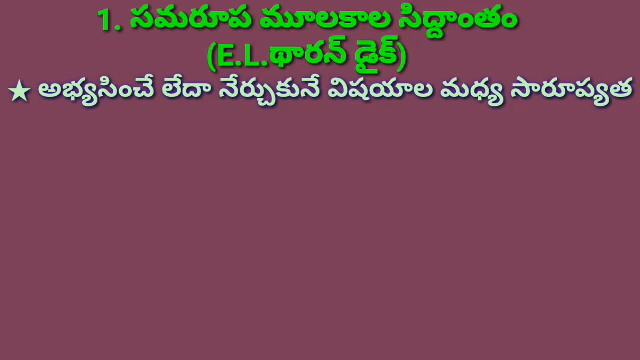 1. సమరూప మూలకాల సిద్దాంతం
(E.L.థారన్ డైక్)
★ అభ్యసించే లేదా నేర్చుకునే విషయాల మధ్య సారూప్యత